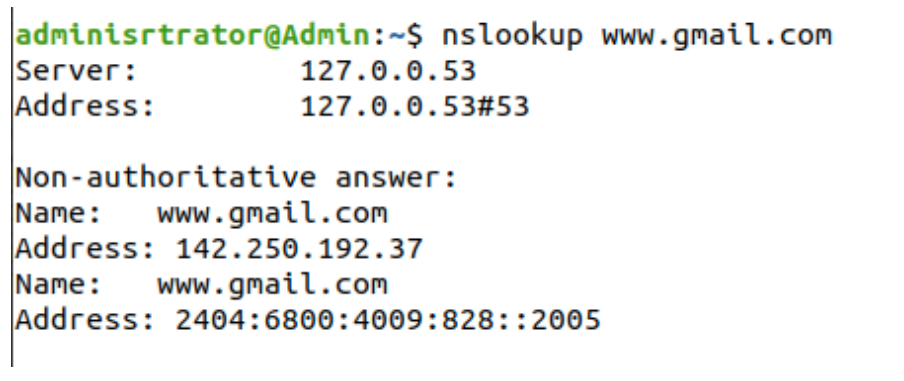 adminisrtrator@Admin:~$ nslookup www.gmail.com
Server:         127.0.0.53
Address:        127.0.0.53#53
Non-authoritative answer:
Name:   www.gmail.com
Address: 142.250.192.37
Name:   www.gmail.com
Address: 2404:6800:4009:828::2005